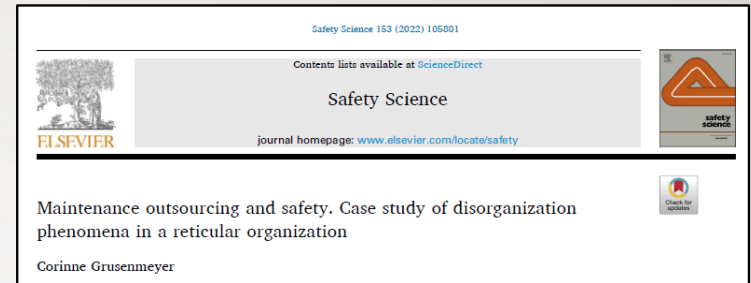 Safety Science 153 (2022) 105801
Contents lists available at ScienceDirect
Safety Science
journal homepage: www.elsevier.com/locate/safety
ELSEVIER
safety
science
Check for
updates
Maintenance outsourcing and safety. Case study of disorganization
phenomena in a reticular organization
Corinne Grusenmeyer